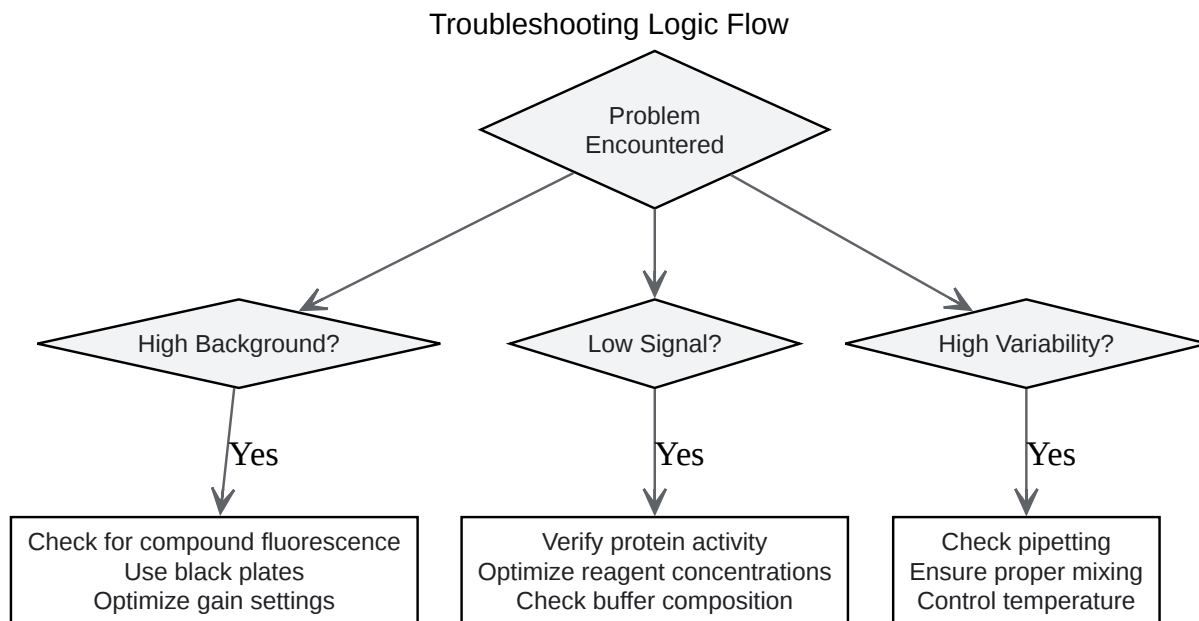 Troubleshooting Logic Flow
Problem
Encountered
High Background?
Low Signal?
High Variability?
Yes
Yes
Yes
Check for compound fluorescence
Use black plates
Optimize gain settings
Verify protein activity
Optimize reagent concentrations
Check buffer composition
Check pipetting
Ensure proper mixing
Control temperature